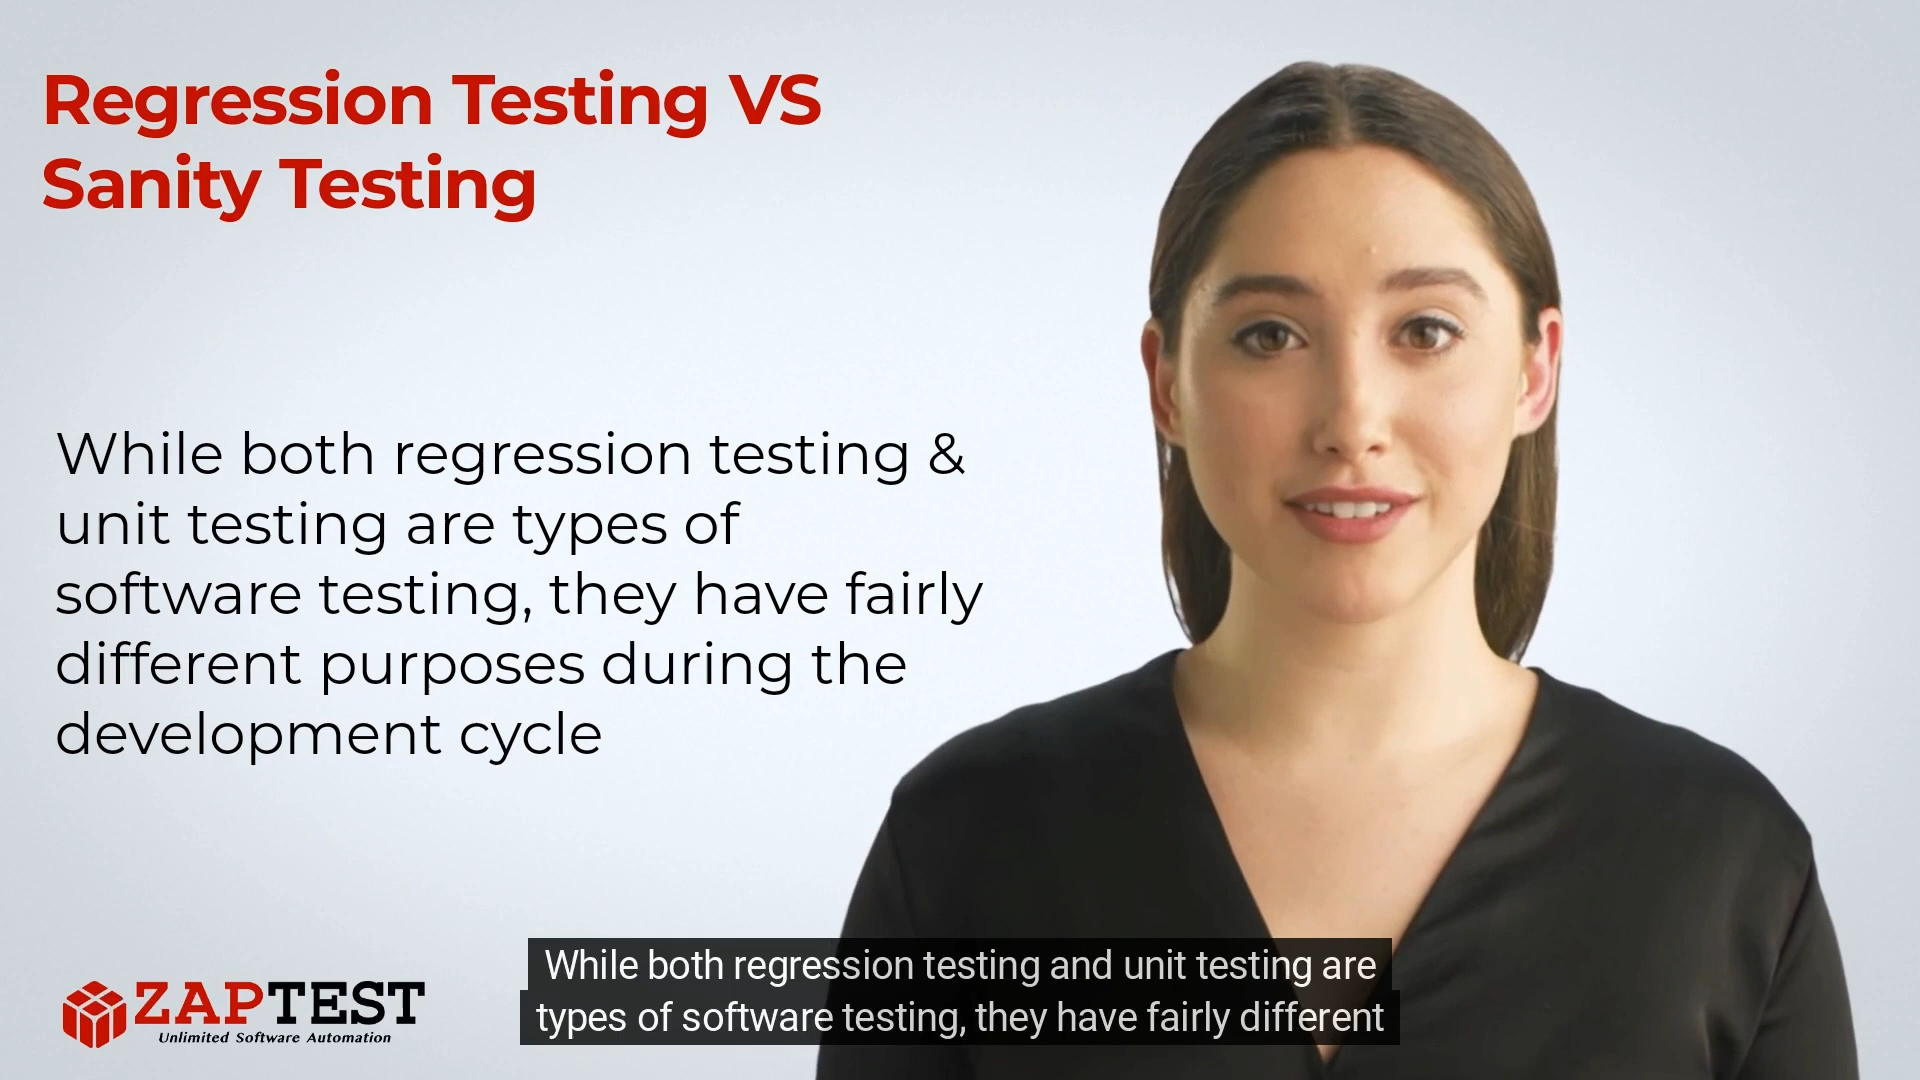 Regression Testing VS
Sanity Testing
While both regression testing &
unit testing are types of
software testing, they have fairly
different purposes during the
development cycle
ZAPTEST
Unlimited Software Automation
While both regression testing and unit testing are
types of software testing, they have fairly different